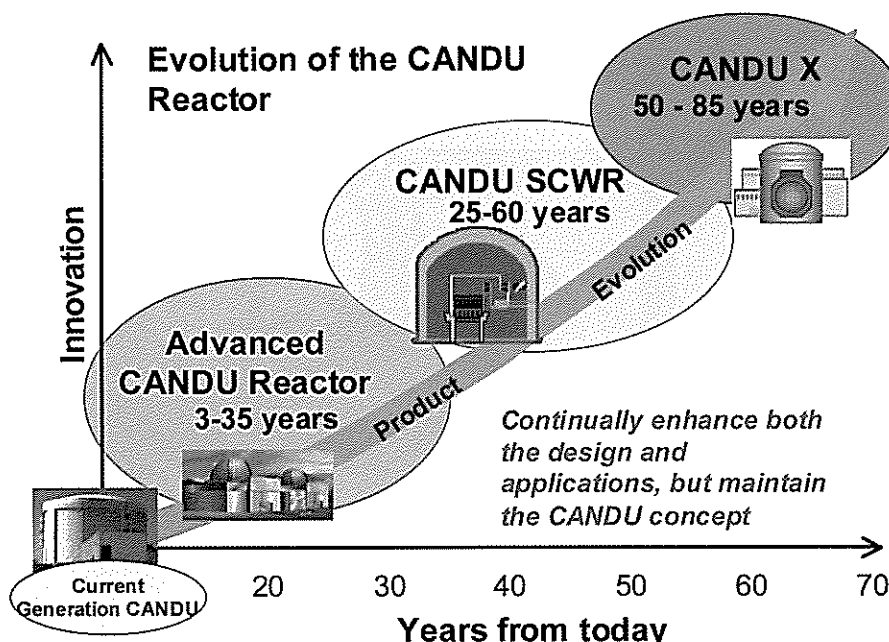 Evolution of the CANDU
Reactor
CANDU X
50 - 85 years
CANDU SCWR
25-60 years
Innovation
Evolution
Advanced
CANDU Reactor
3-35 years
Product
Continually enhance both
the design and
applications, but maintain
the CANDU concept
Current
Generation CANDU
20 30 40 50 60 70
Years from today